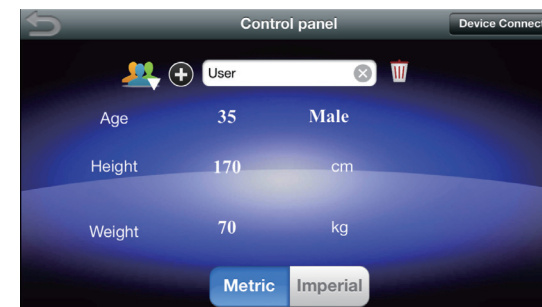 Control panel
Device Connect
User
Age 35 Male
Height 170 cm
Weight 70 kg
Metric Imperial